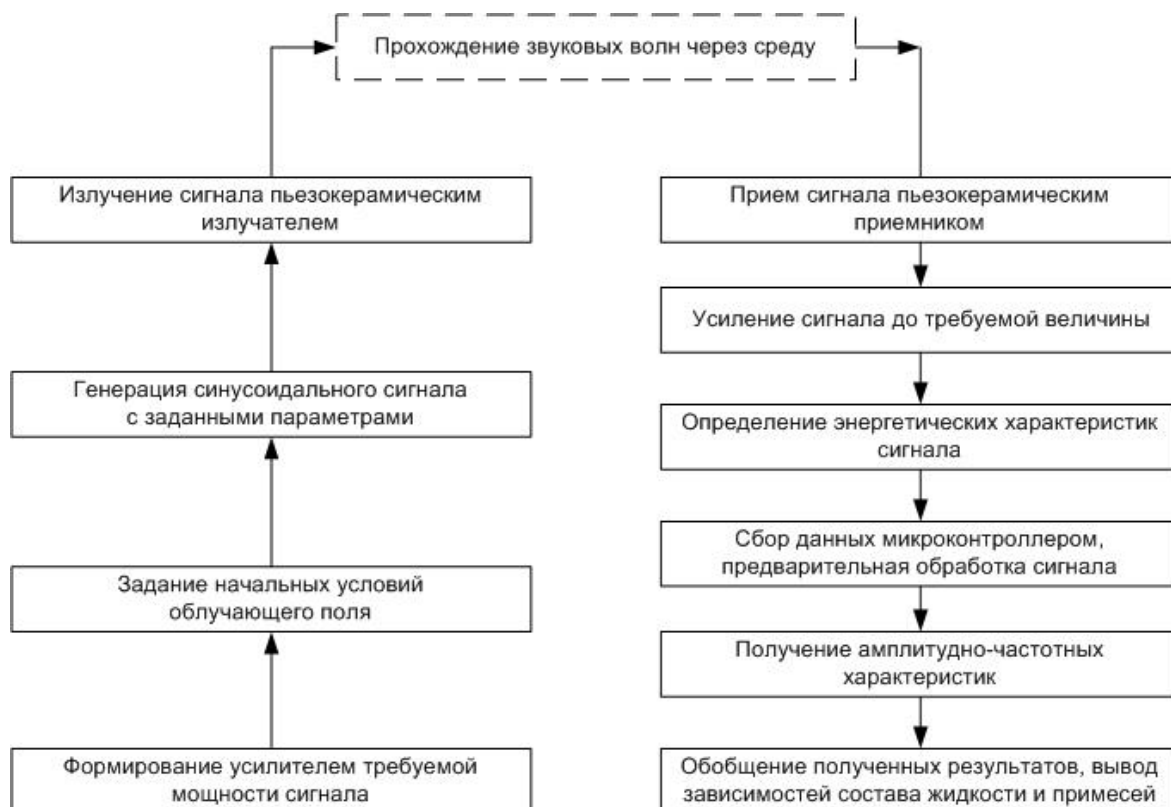 Прохождение звуковых волн через среду
Излучение сигнала пьезокерамическим
излучателем
Генерация синусоидального сигнала
с заданными параметрами
Задание начальных условий
облучающего поля
Формирование усилителем требуемой
мощности сигнала
Прием сигнала пьезокерамическим
приемником
Усиление сигнала до требуемой величины
Определение энергетических характеристик
сигнала
Сбор данных микроконтроллером,
предварительная обработка сигнала
Получение амплитудно-частотных
характеристик
Обобщение полученных результатов, вывод
зависимостей состава жидкости и примесей